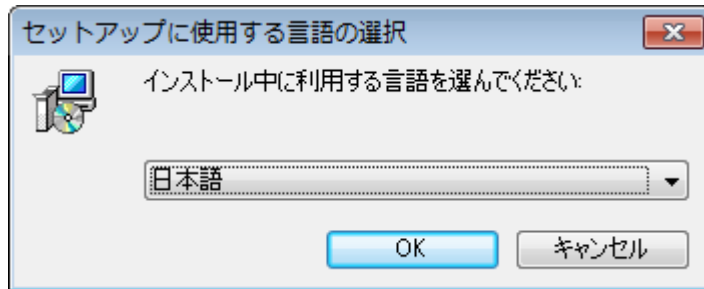 セットアップに使用する言語の選択
インストール中に利用する言語を選んでください:
日本語
OK
キャンセル